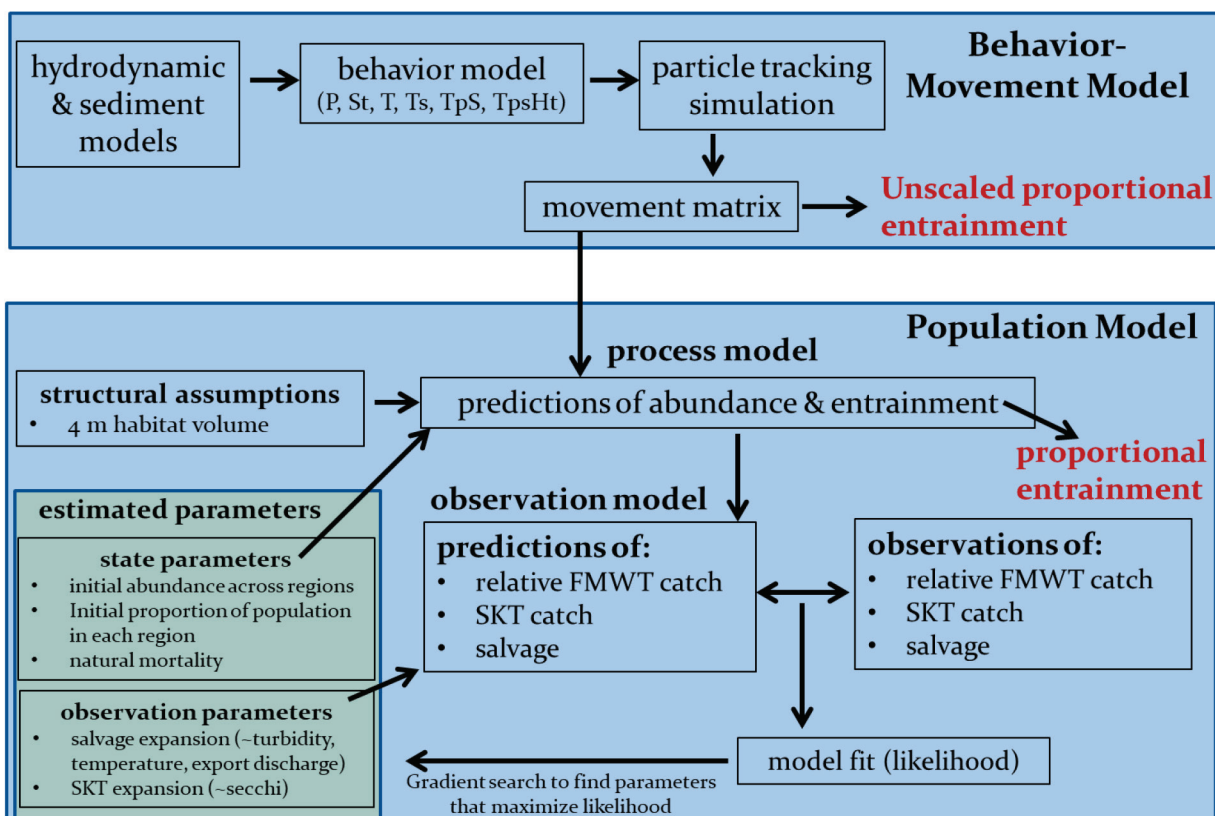 Behavior-
Movement Model
hydrodynamic
& sediment
models
behavior model
(P, St, T, Ts, TpS, TpsHt)
particle tracking
simulation
movement matrix
Unscaled proportional
entrainment
Population Model
process model
structural assumptions
• 4 m habitat volume
predictions of abundance & entrainment
proportional
entrainment
estimated parameters
state parameters
• initial abundance across regions
• Initial proportion of population
in each region
• natural mortality
observation parameters
• salvage expansion (~turbidity,
temperature, export discharge)
• SKT expansion (~secchi)
observation model
predictions of:
• relative FMWT catch
• SKT catch
• salvage
observations of:
• relative FMWT catch
• SKT catch
• salvage
model fit (likelihood)
Gradient search to find parameters
that maximize likelihood